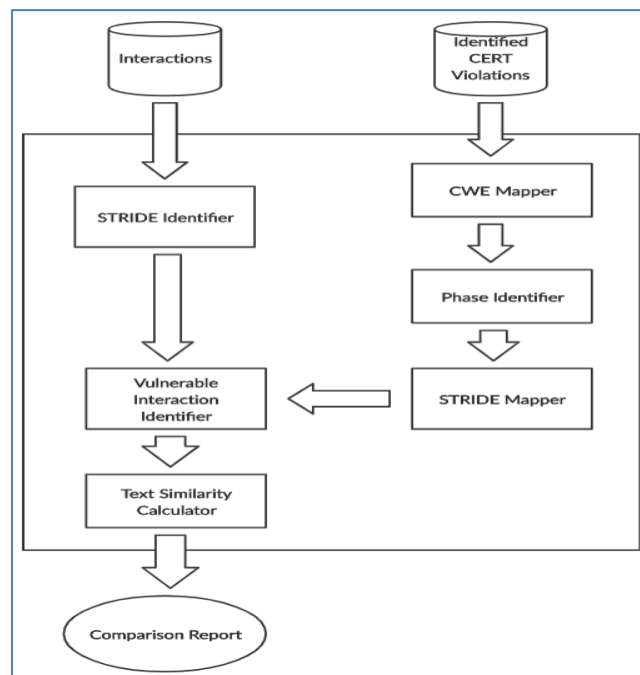 Interactions
Identified
CERT
Violations
STRIDE Identifier
CWE Mapper
Phase Identifier
Vulnerable
Interaction
Identifier
STRIDE Mapper
Text Similarity
Calculator
Comparison Report